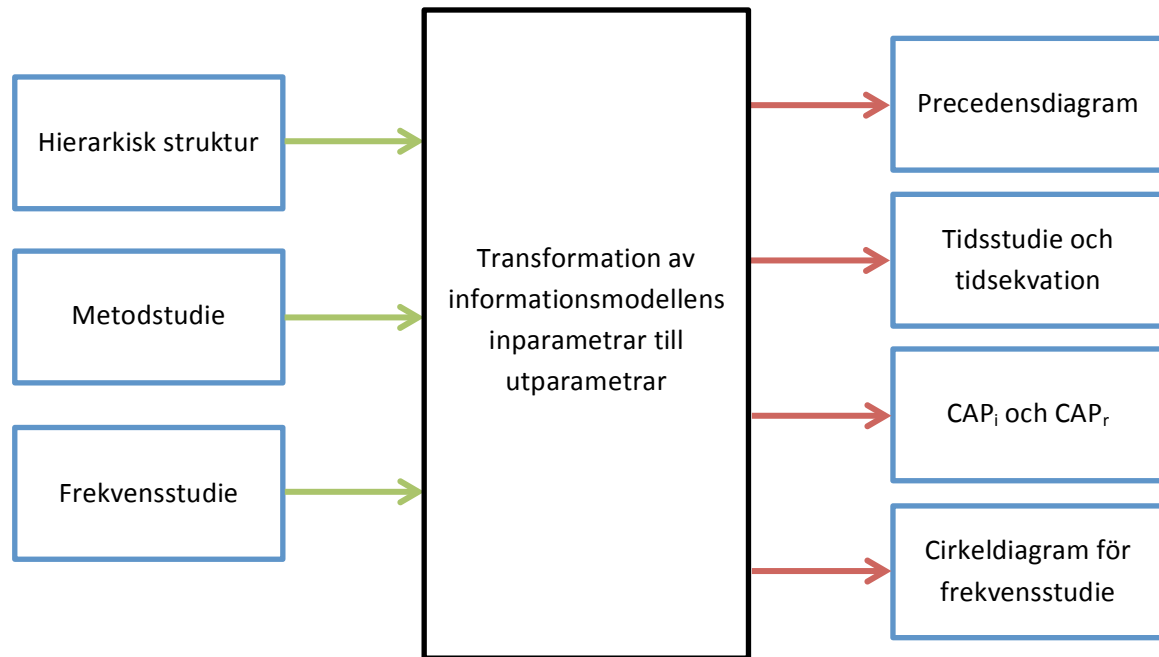 Hierarkisk struktur
Metodstudie
Frekvensstudie
Transformation av
informationsmodellens
inparametrar till
utparametrar
Precedensdiagram
Tidsstudie och
tidsekvation
CAPᵢ och CAPᵣ
Cirkeldiagram för
frekvensstudie